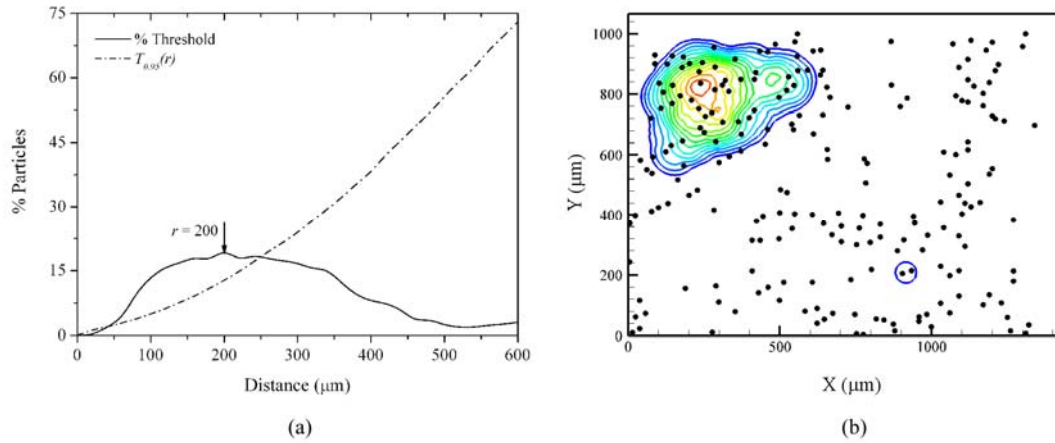 75
60
45
30
15
0
% Particles
% Threshold
T0.95(r)
r = 200
0 100 200 300 400 500 600
Distance (μm)
(a)
1000
800
600
400
200
0
Y (μm)
0 500 1000
X (μm)
(b)